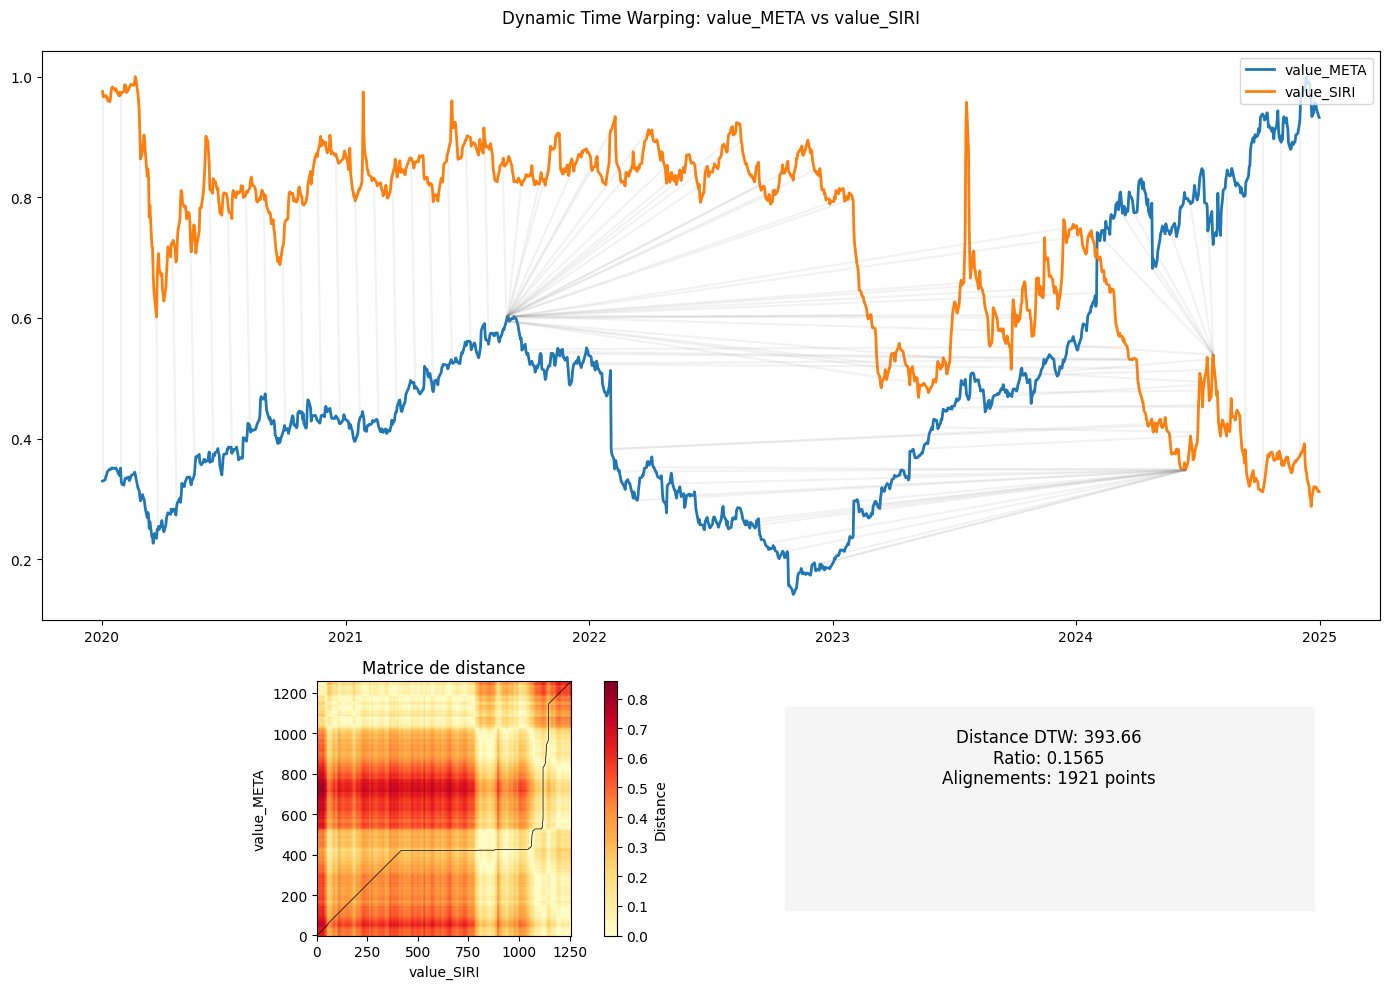 Dynamic Time Warping: value_META vs value_SIRI
value_META
value_SIRI
1.0
0.8
0.6
0.4
0.2
2020 2021 2022 2023 2024 2025
Matrice de distance
value_META
1200
1000
800
600
400
200
0
0 250 500 750 1000 1250
value_SIRI
0.8
0.7
0.6
0.5
0.4
0.3
0.2
0.1
0.0
Distance
Distance DTW: 393.66
Ratio: 0.1565
Alignements: 1921 points